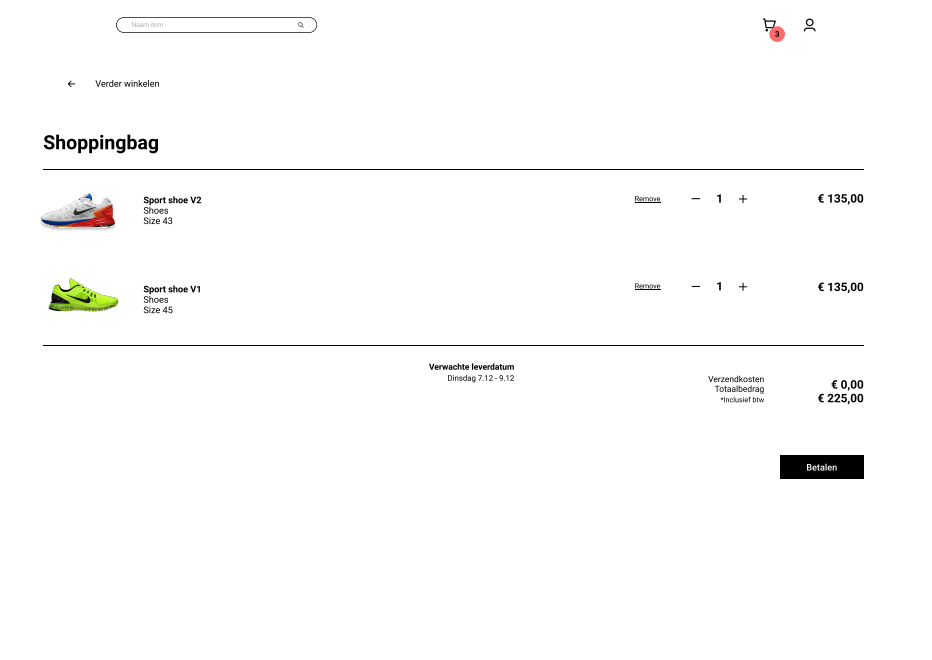 Naam item
3
Verder winkelen
Shoppingbag
Sport shoe V2
Shoes
Size 43
Remove
1
€ 135,00
Sport shoe V1
Shoes
Size 45
Remove
1
€ 135,00
Verwachte leverdatum
Dinsdag 7.12 - 9.12
Verzendkosten
€ 0,00
Totaalbedrag
€ 225,00
*Inclusief btw
Betalen